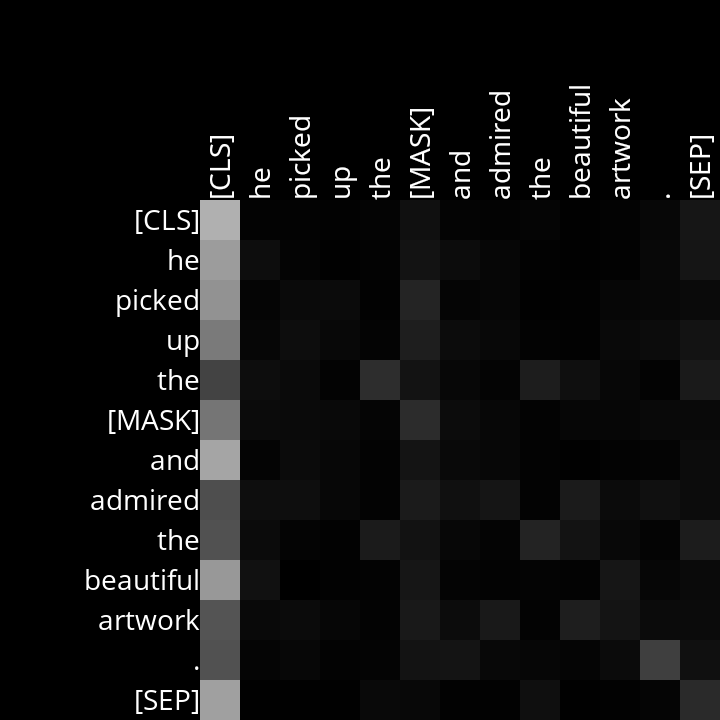 [CLS] he picked up the [MASK] and admired the beautiful artwork . [SEP]
[CLS]
he
picked
up
the
[MASK]
and
admired
the
beautiful
artwork
.
[SEP]